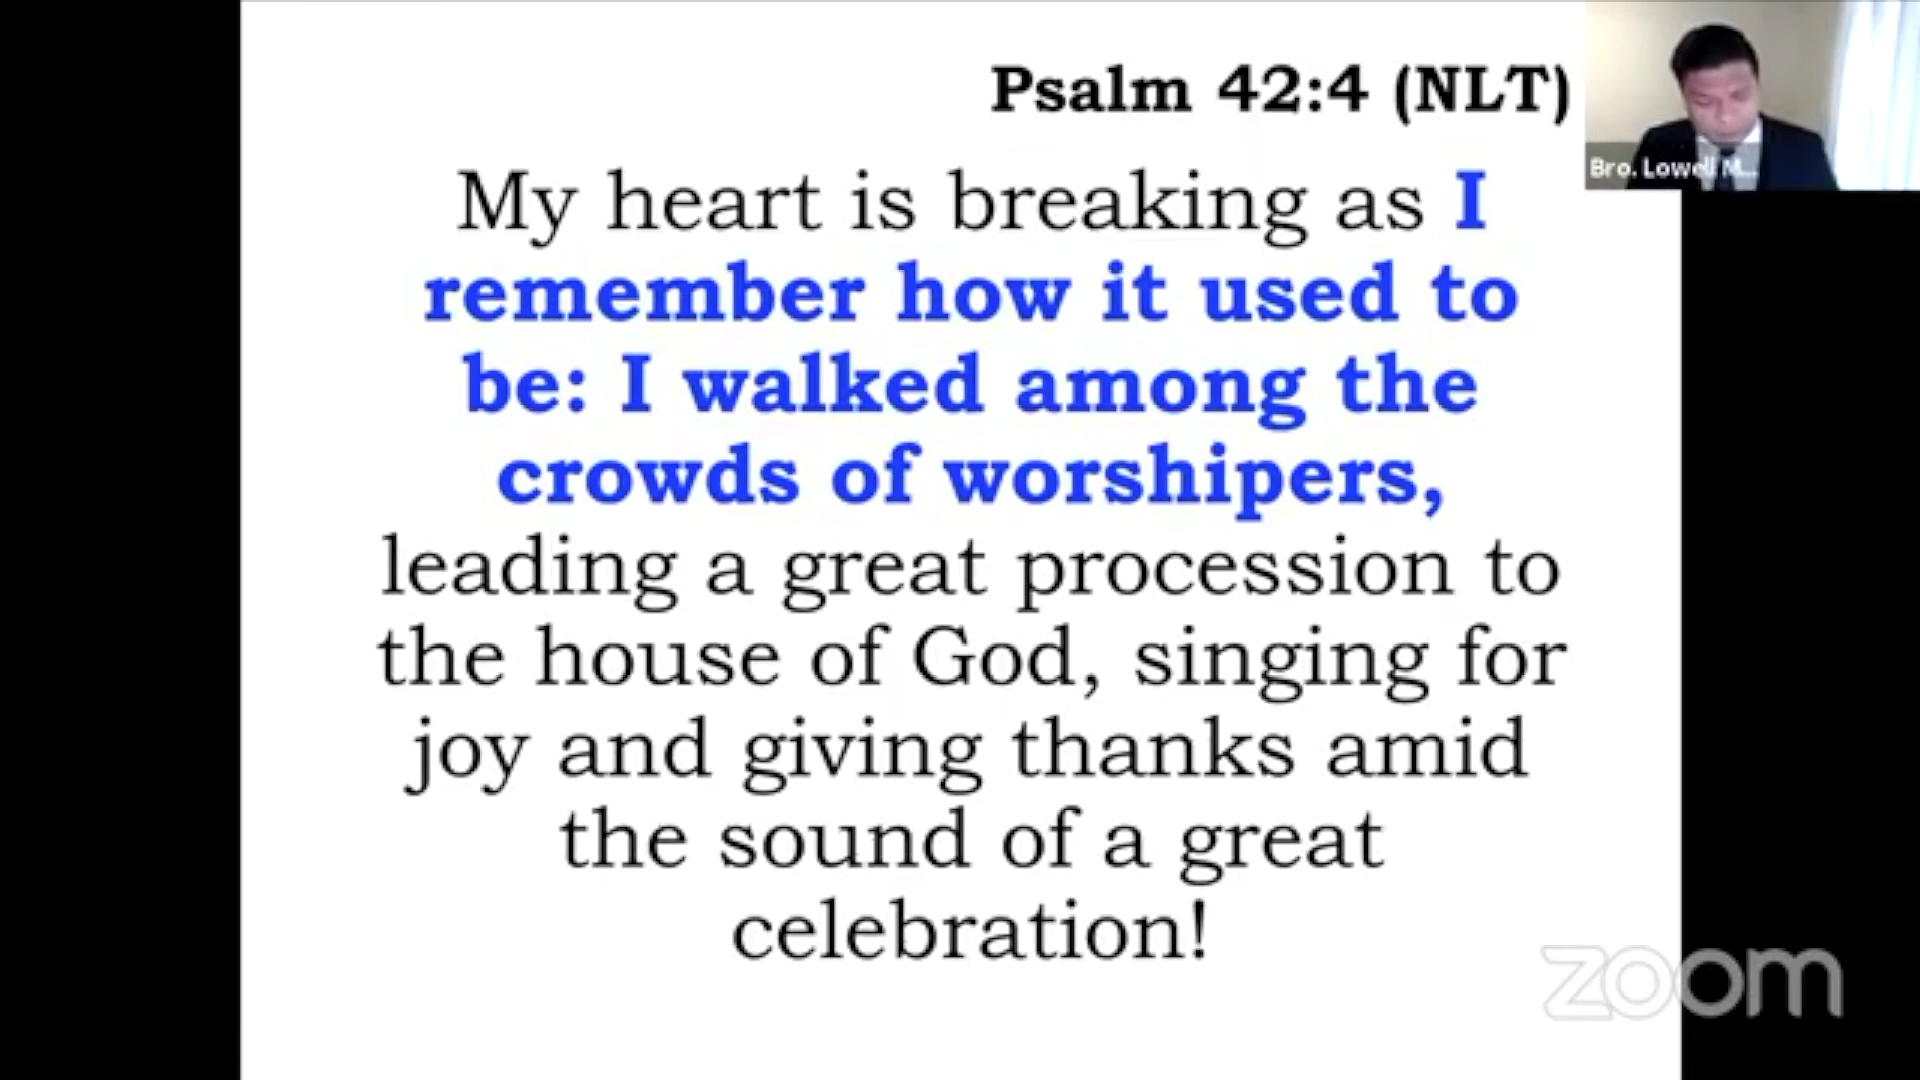 Psalm 42:4 (NLT)
Bro. Lowell M...
My heart is breaking as I
remember how it used to
be: I walked among the
crowds of worshipers,
leading a great procession to
the house of God, singing for
joy and giving thanks amid
the sound of a great
celebration!
zoom